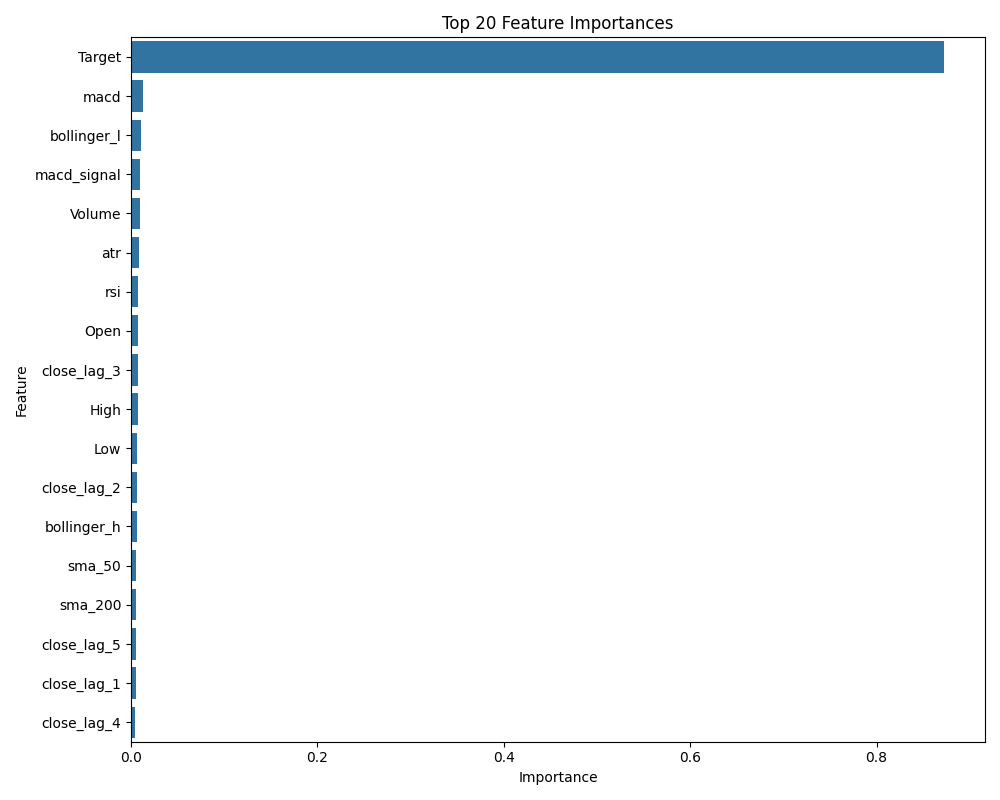 Top 20 Feature Importances
Target
macd
bollinger_l
macd_signal
Volume
atr
rsi
Open
close_lag_3
High
Low
close_lag_2
bollinger_h
sma_50
sma_200
close_lag_5
close_lag_1
close_lag_4
Feature
0.0 0.2 0.4 0.6 0.8
Importance